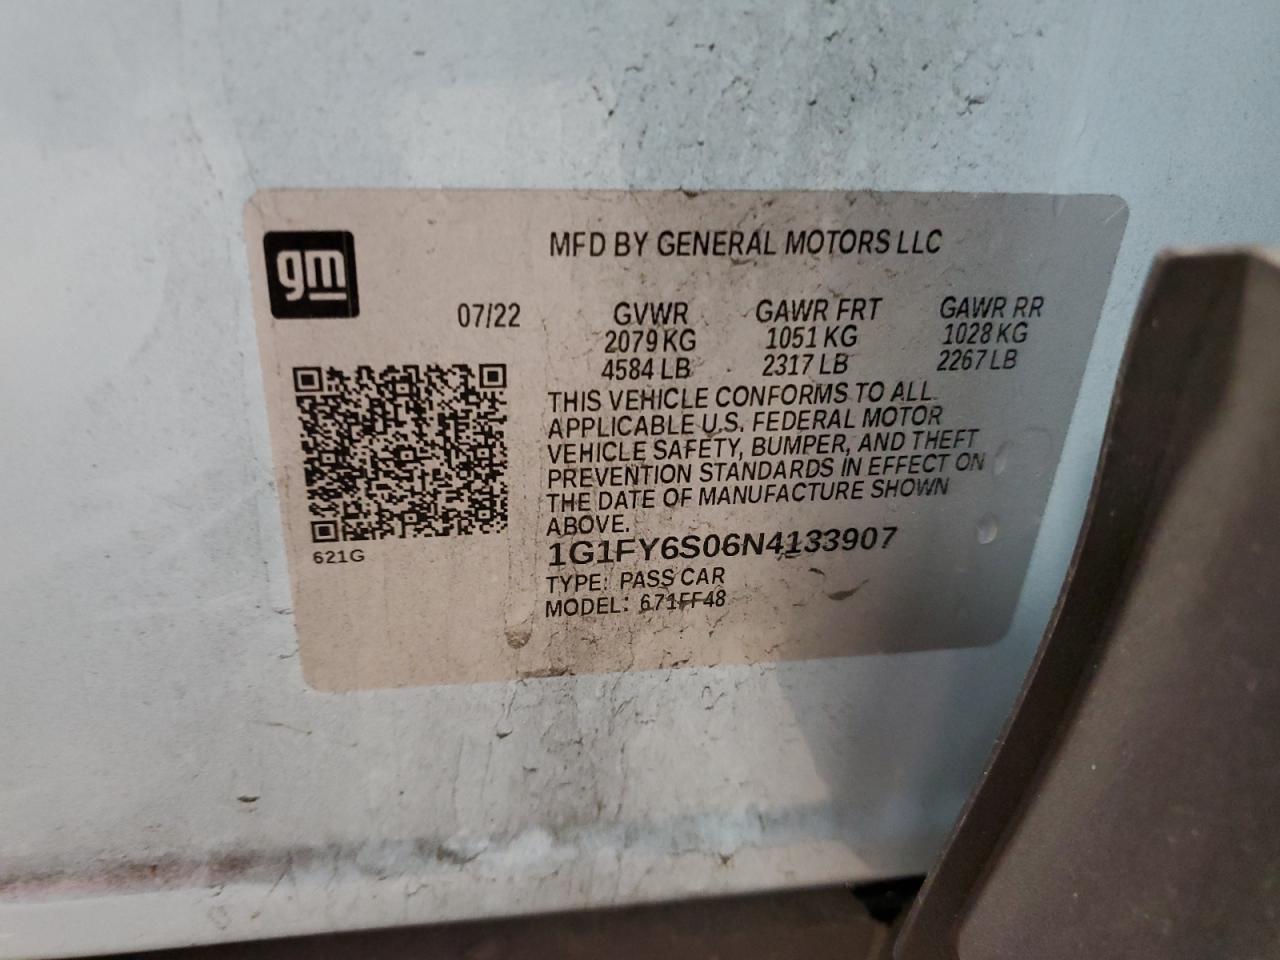 gm
MFD BY GENERAL MOTORS LLC
07/22 GVWR GAWR FRT GAWR RR
2079 KG 1051 KG 1028 KG
4584 LB 2317 LB 2267 LB
THIS VEHICLE CONFORMS TO ALL
APPLICABLE U.S. FEDERAL MOTOR
VEHICLE SAFETY, BUMPER, AND THEFT
PREVENTION STANDARDS IN EFFECT ON
THE DATE OF MANUFACTURE SHOWN
ABOVE.
1G1FY6S06N4133907
621G
TYPE: PASS CAR
MODEL: 671FF48